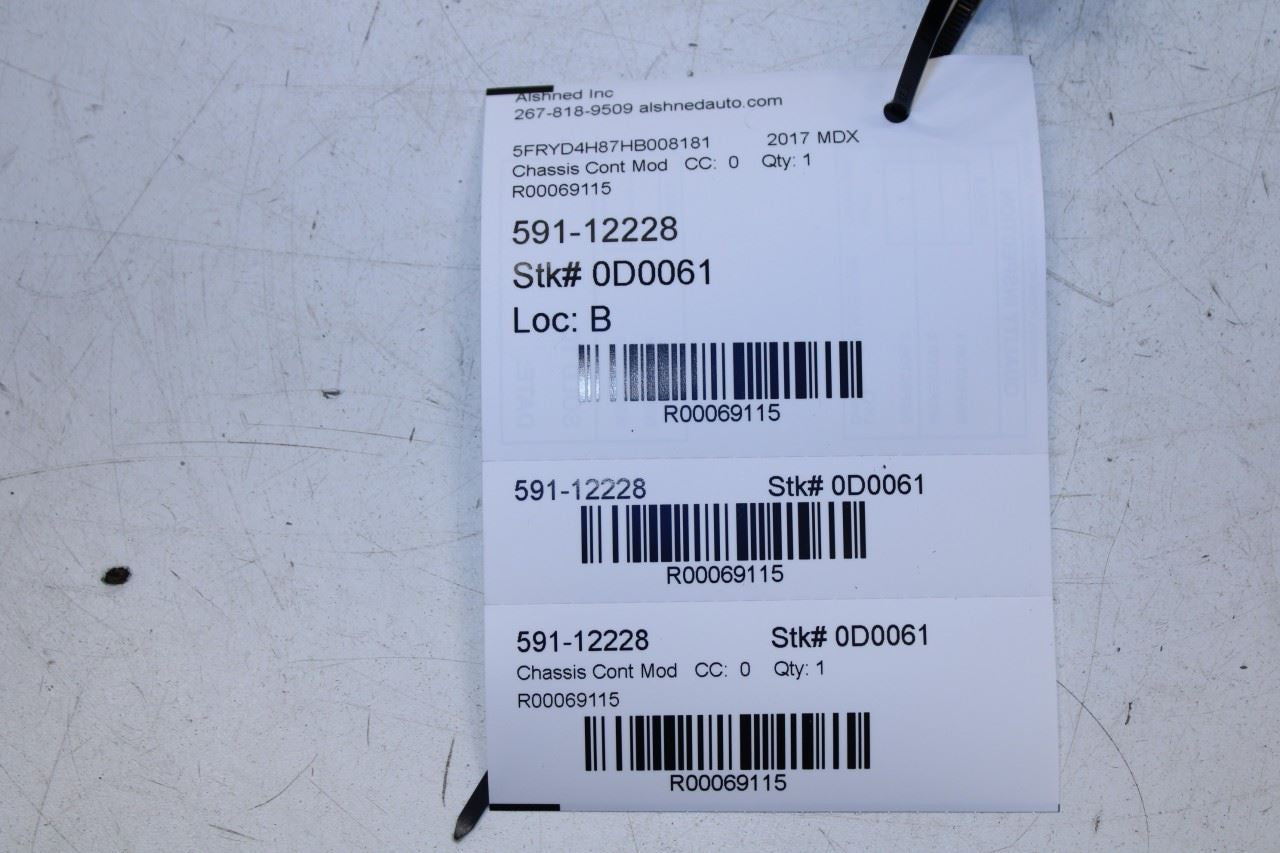 Alshned Inc
267-818-9509 alshnedauto.com
5FRYD4H87HB008181 2017 MDX
Chassis Cont Mod CC: 0 Qty: 1
R00069115
591-12228
Stk# 0D0061
Loc: B
R00069115
591-12228 Stk# 0D0061
R00069115
591-12228 Stk# 0D0061
Chassis Cont Mod CC: 0 Qty: 1
R00069115
R00069115